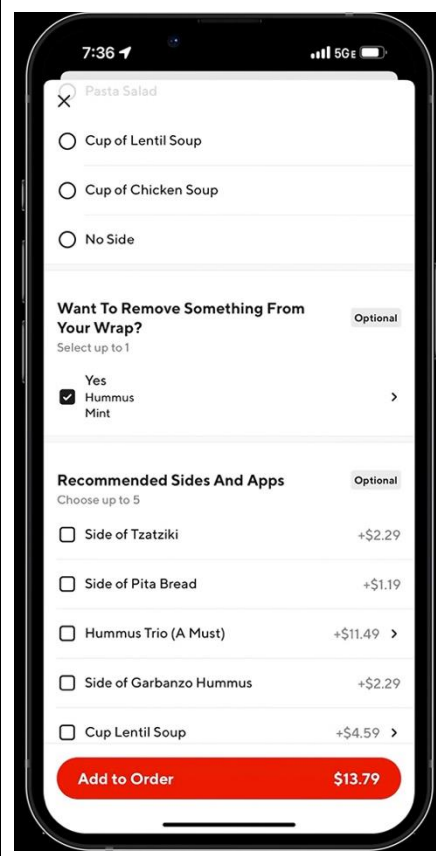 7:36
5GE
Pasta Salad
Cup of Lentil Soup
Cup of Chicken Soup
No Side
Want To Remove Something From
Your Wrap?
Optional
Select up to 1
Yes
Hummus
Mint
Recommended Sides And Apps
Optional
Choose up to 5
Side of Tzatziki +$2.29
Side of Pita Bread +$1.19
Hummus Trio (A Must) +$11.49
Side of Garbanzo Hummus +$2.29
Cup Lentil Soup +$4.59
Add to Order $13.79